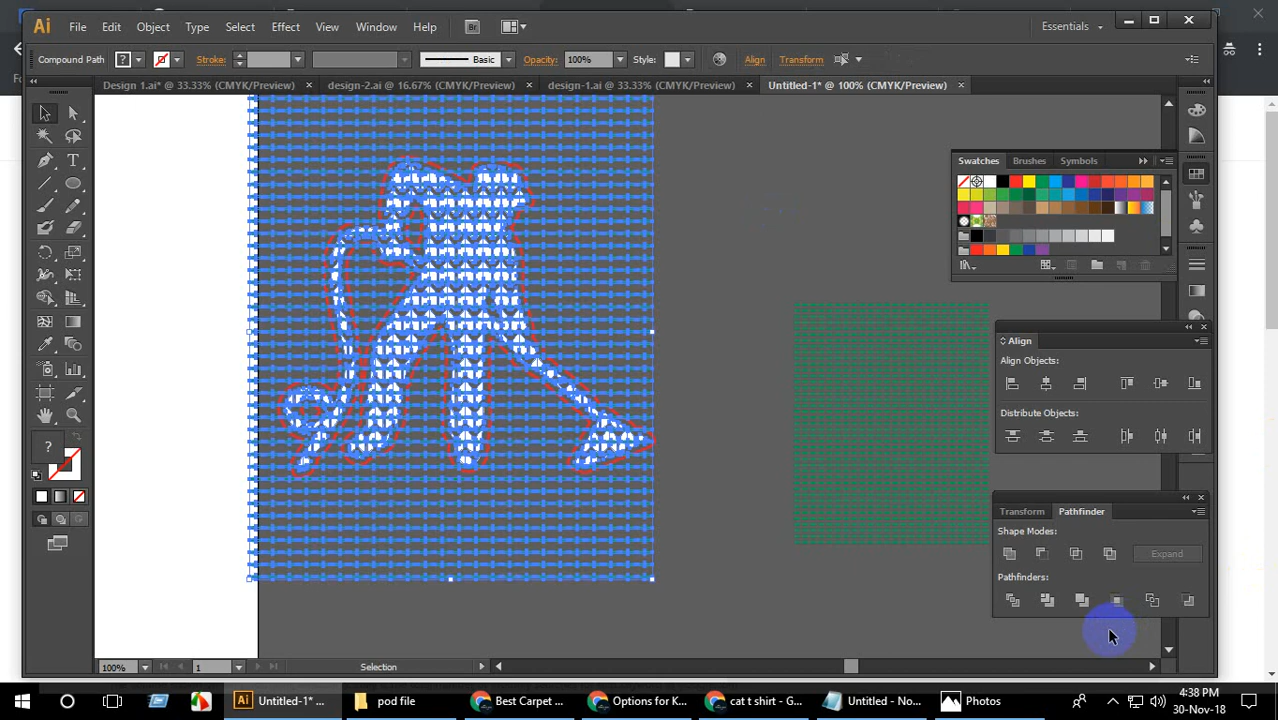 Ai File Edit Object Type Select Effect View Window Help Br Essentials
Compound Path ? Stroke: Basic Opacity: 100% Style: Align Transform
Design 1.ai* @ 33.33% (CMYK/Preview) × design-2.ai @ 16.67% (CMYK/Preview) × design-1.ai @ 33.33% (CMYK/Preview) × Untitled-1* @ 100% (CMYK/Preview) ×
Swatches Brushes Symbols
Align
Align Objects:
Distribute Objects:
?
Transform Pathfinder
Shape Modes:
Expand
Pathfinders:
100% 1 Selection
Ai Untitled-1* ... pod file Best Carpet ... Options for K... cat t shirt - G... Untitled - No... Photos
4:38 PM
30-Nov-18